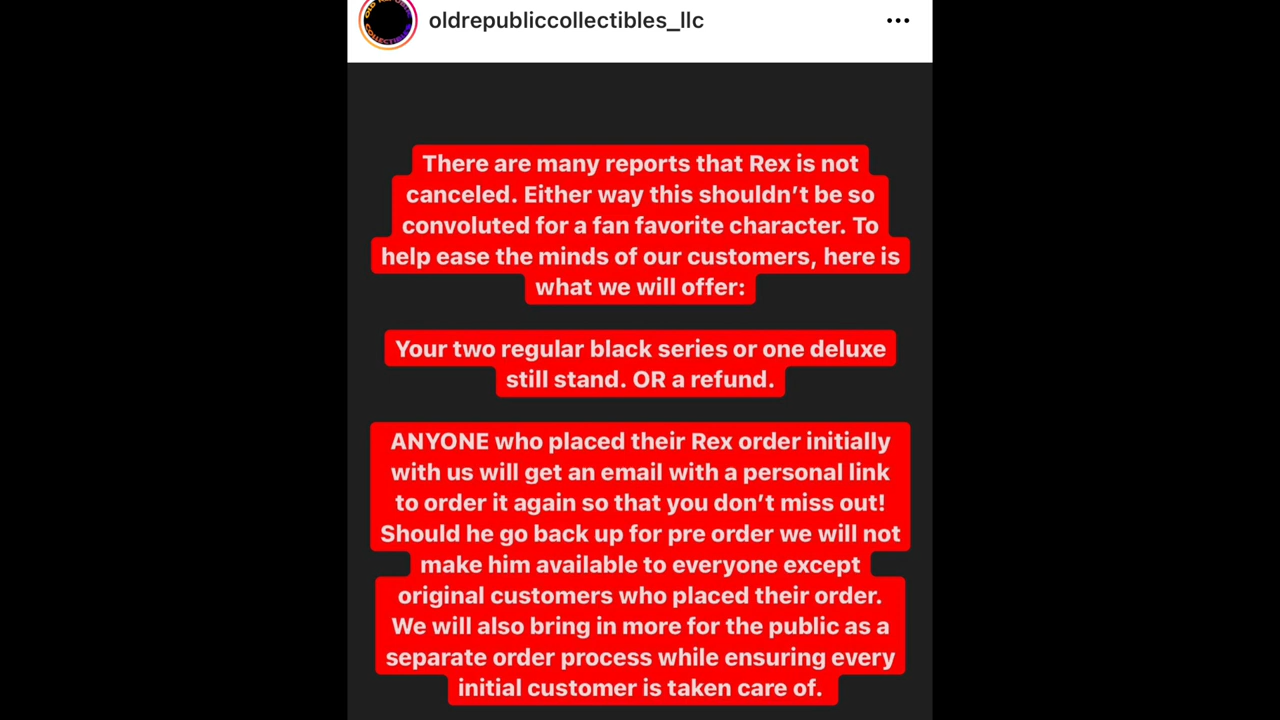 oldrepubliccollectibles_llc
There are many reports that Rex is not
canceled. Either way this shouldn’t be so
convoluted for a fan favorite character. To
help ease the minds of our customers, here is
what we will offer:
Your two regular black series or one deluxe
still stand. OR a refund.
ANYONE who placed their Rex order initially
with us will get an email with a personal link
to order it again so that you don’t miss out!
Should he go back up for pre order we will not
make him available to everyone except
original customers who placed their order.
We will also bring in more for the public as a
separate order process while ensuring every
initial customer is taken care of.